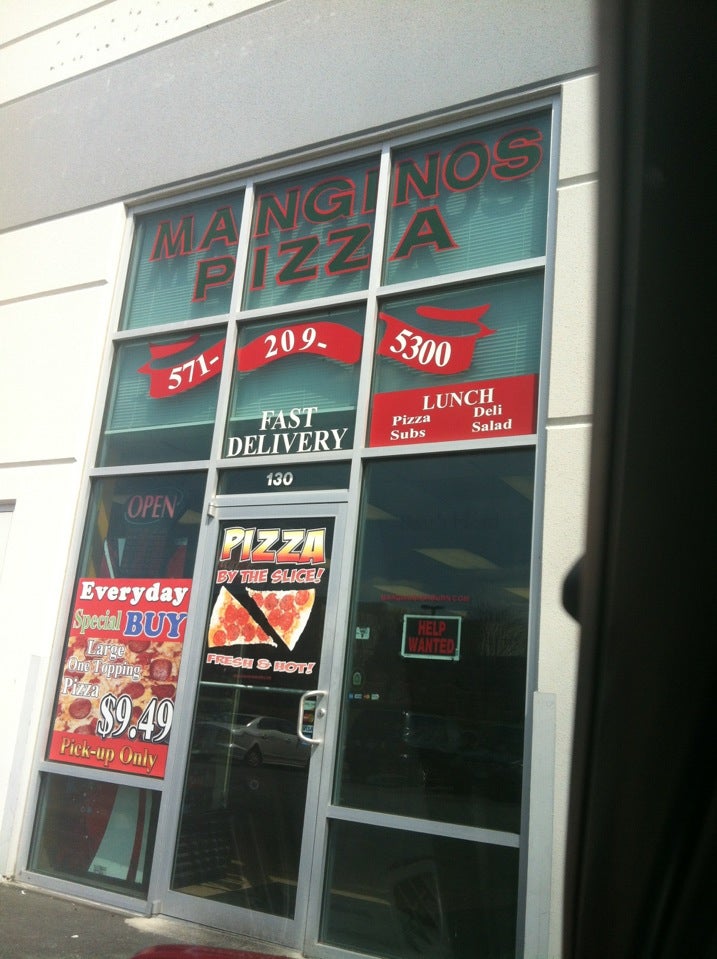 MANGINOS
PIZZA
571-209-5300
FAST
DELIVERY
LUNCH
Pizza Deli
Subs Salad
130
OPEN
PIZZA
BY THE SLICE!
FRESH & HOT!
Everyday
Special BUY
Large
One Topping
Pizza
$9.49
Pick-up Only
HELP
WANTED